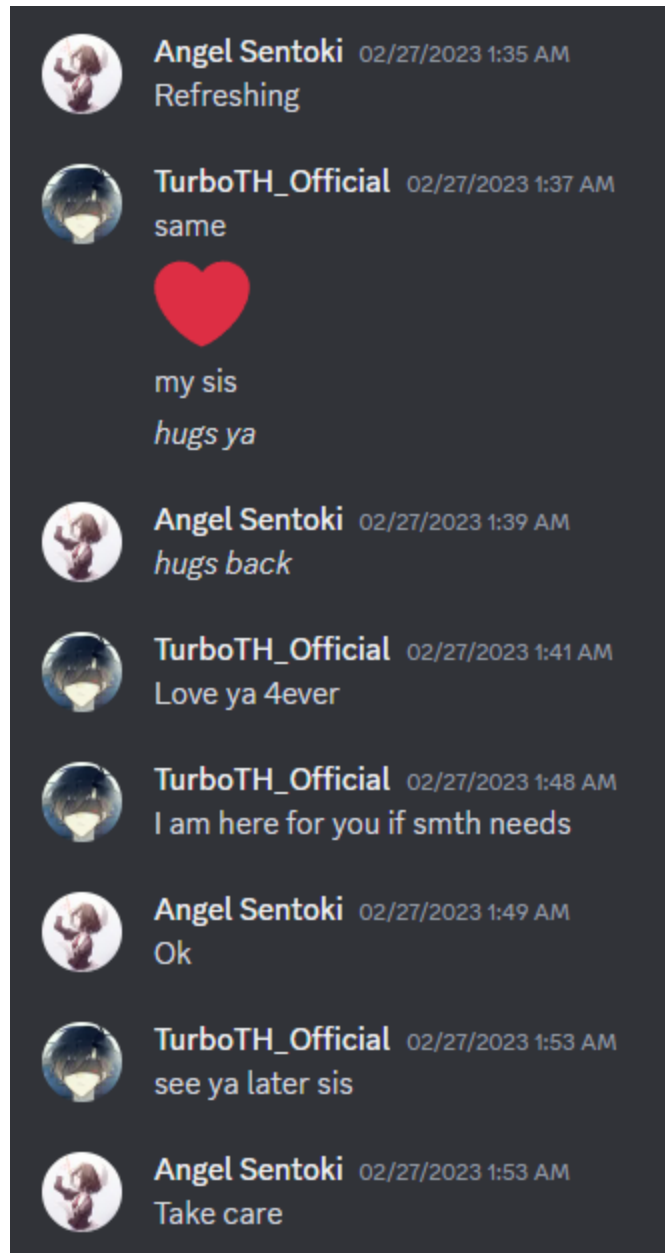 Angel Sentoki 02/27/2023 1:35 AM
Refreshing
TurboTH_Official 02/27/2023 1:37 AM
same
my sis
hugs ya
Angel Sentoki 02/27/2023 1:39 AM
hugs back
TurboTH_Official 02/27/2023 1:41 AM
Love ya 4ever
TurboTH_Official 02/27/2023 1:48 AM
I am here for you if smth needs
Angel Sentoki 02/27/2023 1:49 AM
Ok
TurboTH_Official 02/27/2023 1:53 AM
see ya later sis
Angel Sentoki 02/27/2023 1:53 AM
Take care